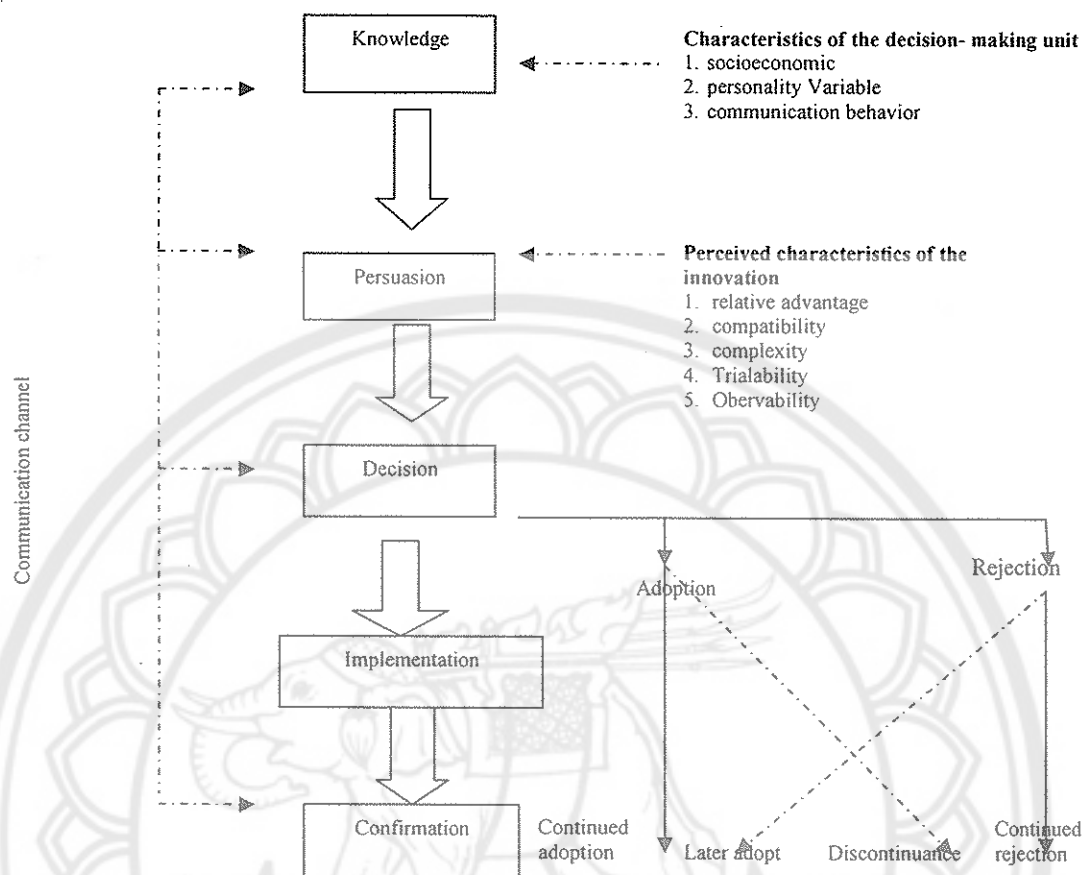 Knowledge
Characteristics of the decision- making unit
1. socioeconomic
2. personality Variable
3. communication behavior
Persuasion
Perceived characteristics of the
innovation
1. relative advantage
2. compatibility
3. complexity
4. Trialability
5. Obervability
Communication channel
Decision
Adoption
Rejection
Implementation
Confirmation
Continued
adoption
Later adopt
Discontinuance
Continued
rejection